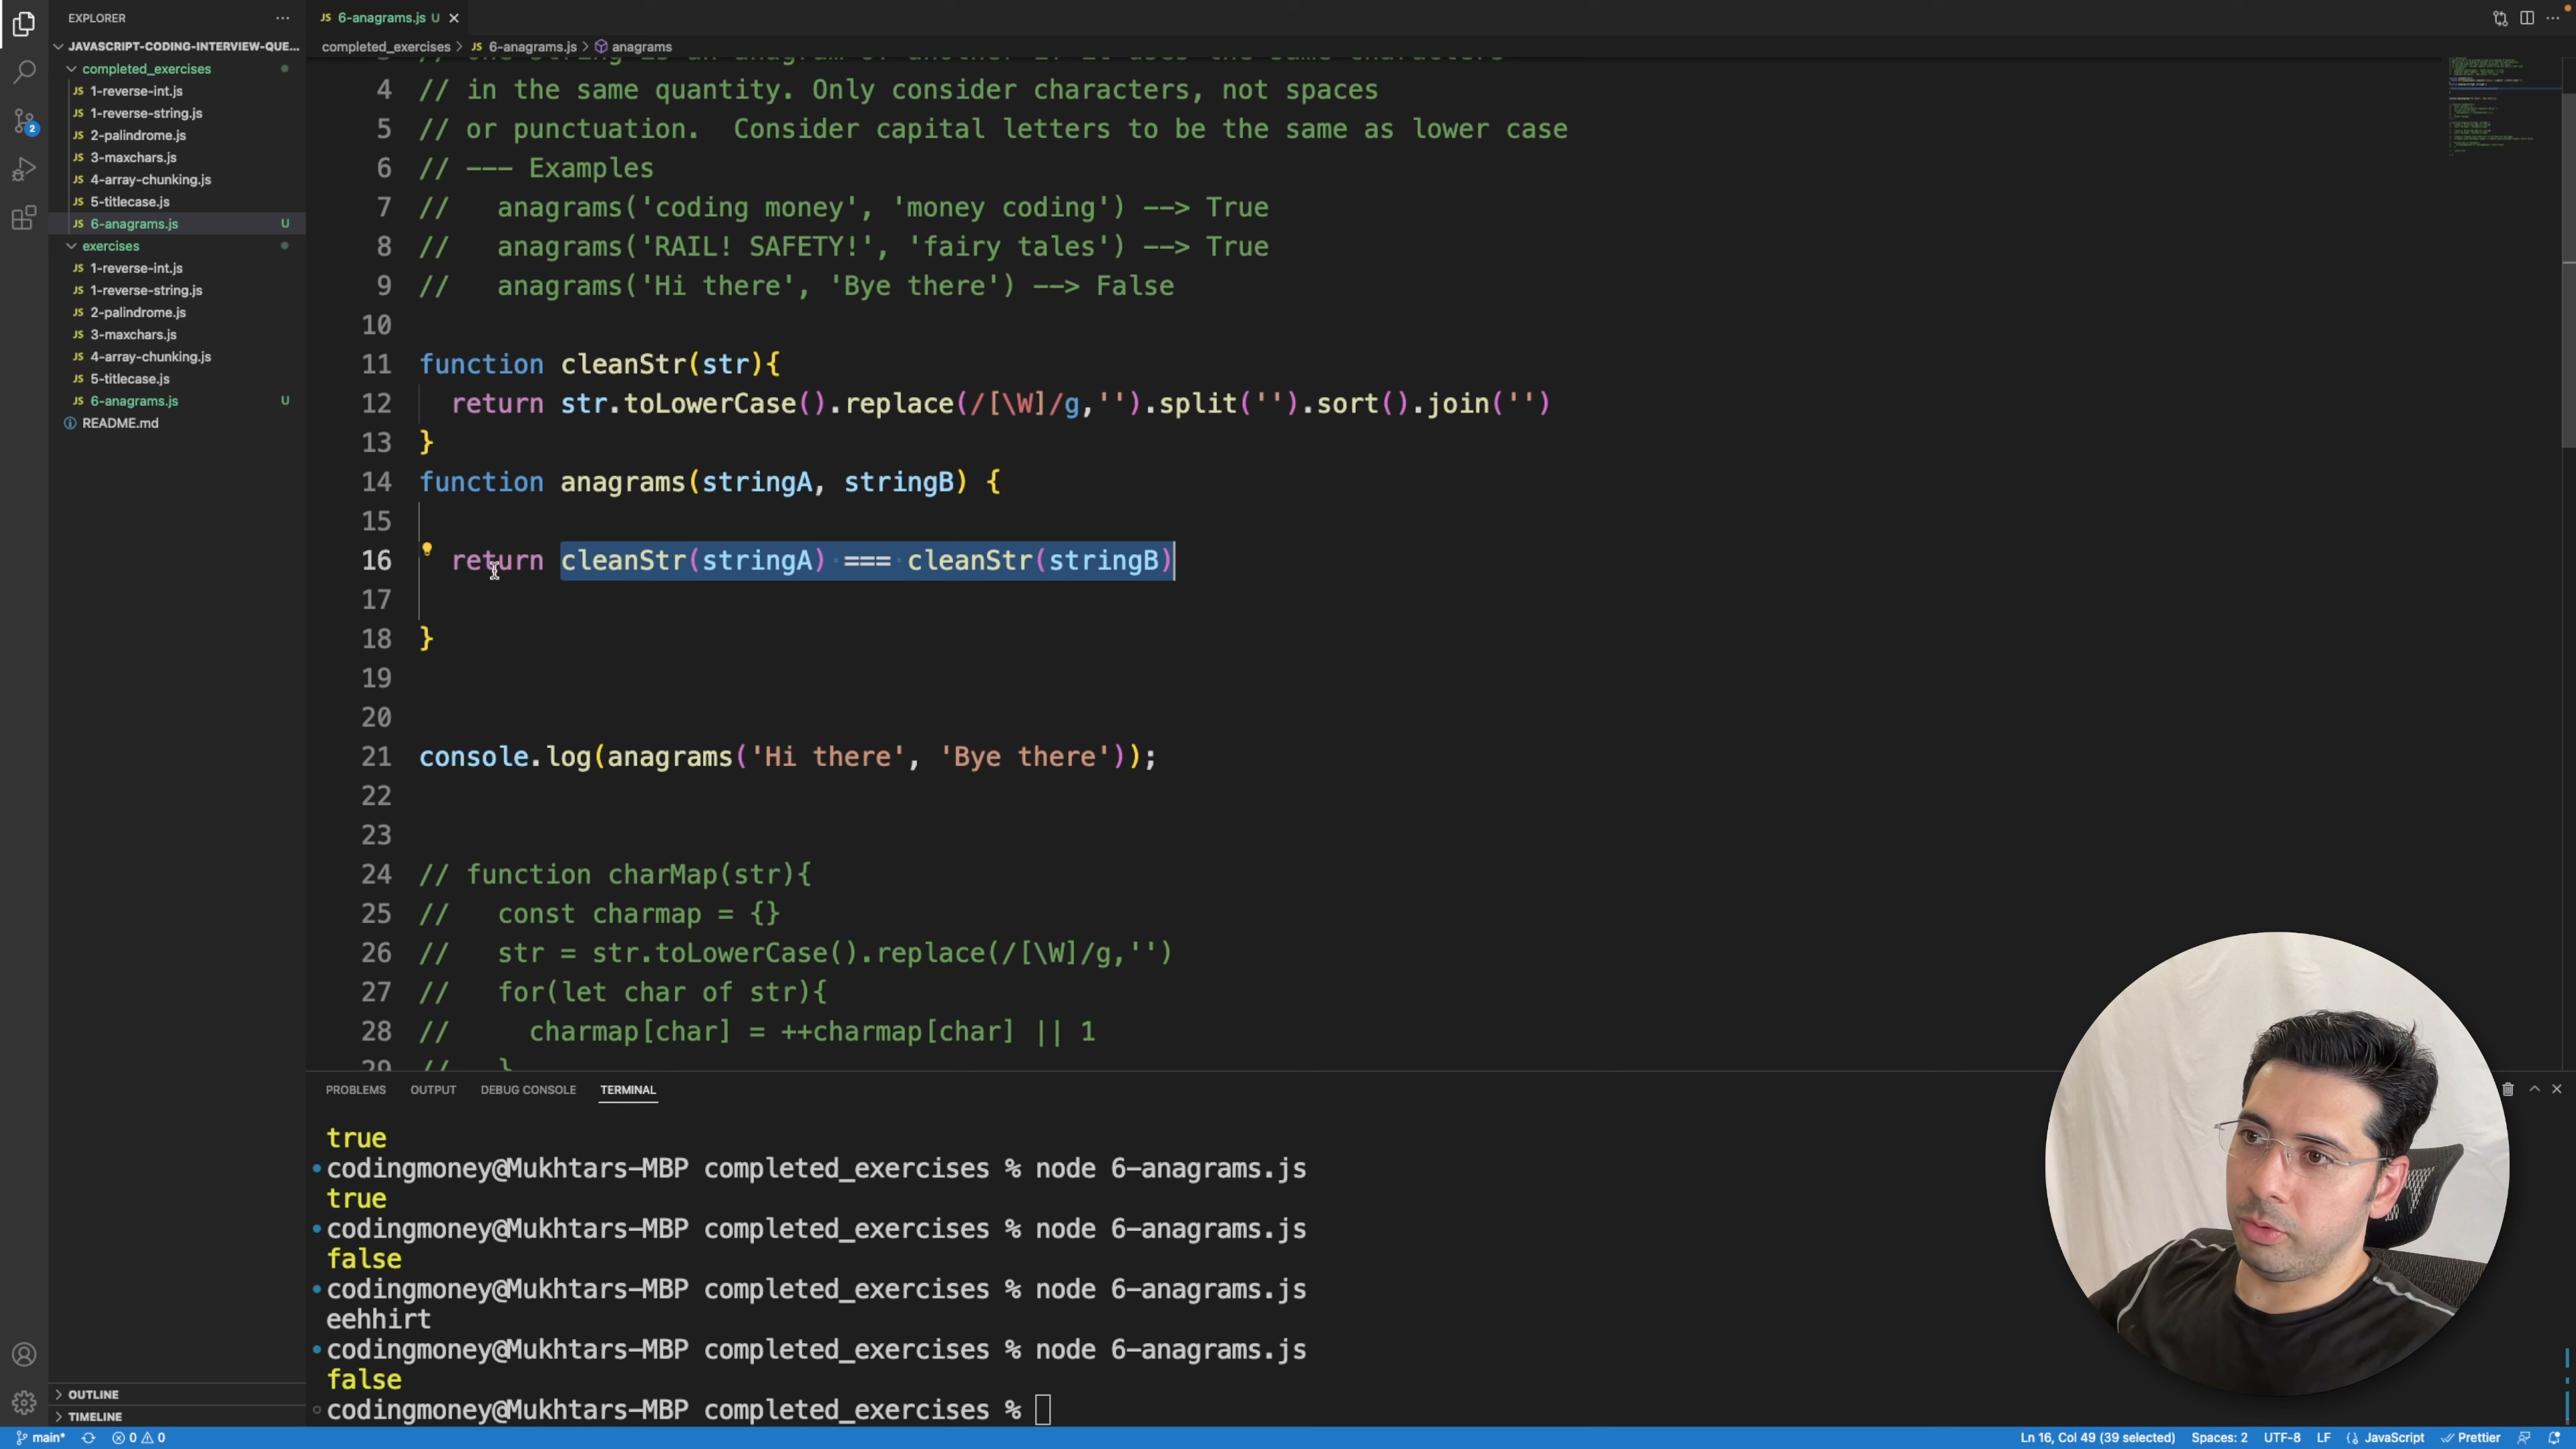 EXPLORER
JAVASCRIPT-CODING-INTERVIEW-QUE...
completed_exercises
JS 1-reverse-int.js
JS 1-reverse-string.js
JS 2-palindrome.js
JS 3-maxchars.js
JS 4-array-chunking.js
JS 5-titlecase.js
JS 6-anagrams.js U
exercises
JS 1-reverse-int.js
JS 1-reverse-string.js
JS 2-palindrome.js
JS 3-maxchars.js
JS 4-array-chunking.js
JS 5-titlecase.js
JS 6-anagrams.js U
README.md
2
OUTLINE
TIMELINE
JS 6-anagrams.js U
completed_exercises > JS 6-anagrams.js > anagrams
4 // in the same quantity. Only consider characters, not spaces
5 // or punctuation.  Consider capital letters to be the same as lower case
6 // --- Examples
7 //   anagrams('coding money', 'money coding') --> True
8 //   anagrams('RAIL! SAFETY!', 'fairy tales') --> True
9 //   anagrams('Hi there', 'Bye there') --> False
10
11 function cleanStr(str){
12   return str.toLowerCase().replace(/[\W]/g,'').split('').sort().join('')
13 }
14 function anagrams(stringA, stringB) {
15
16   return cleanStr(stringA) === cleanStr(stringB)
17
18 }
19
20
21 console.log(anagrams('Hi there', 'Bye there'));
22
23
24 // function charMap(str){
25 //   const charmap = {}
26 //   str = str.toLowerCase().replace(/[\W]/g,'')
27 //   for(let char of str){
28 //     charmap[char] = ++charmap[char] || 1
29 //   }
PROBLEMS OUTPUT DEBUG CONSOLE TERMINAL
true
codingmoney@Mukhtars-MBP completed_exercises % node 6-anagrams.js
true
codingmoney@Mukhtars-MBP completed_exercises % node 6-anagrams.js
false
codingmoney@Mukhtars-MBP completed_exercises % node 6-anagrams.js
eehhirt
codingmoney@Mukhtars-MBP completed_exercises % node 6-anagrams.js
false
codingmoney@Mukhtars-MBP completed_exercises %
main* 0 0 Ln 16, Col 49 (39 selected) Spaces: 2 UTF-8 LF JavaScript Prettier